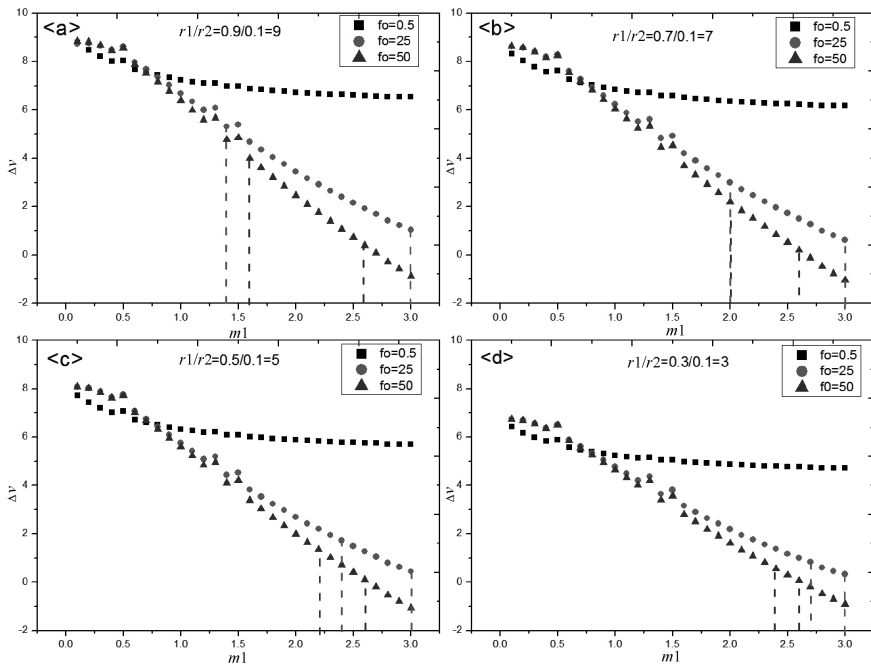 <a>
r1/r2=0.9/0.1=9
fo=0.5
fo=25
fo=50
10
8
6
4
2
0
-2
Δv
0.0 0.5 1.0 1.5 2.0 2.5 3.0
m1
<b>
r1/r2=0.7/0.1=7
fo=0.5
fo=25
fo=50
10
8
6
4
2
0
-2
Δv
0.0 0.5 1.0 1.5 2.0 2.5 3.0
m1
<c>
r1/r2=0.5/0.1=5
fo=0.5
fo=25
fo=50
10
8
6
4
2
0
-2
Δv
0.0 0.5 1.0 1.5 2.0 2.5 3.0
m1
<d>
r1/r2=0.3/0.1=3
fo=0.5
fo=25
f0=50
10
8
6
4
2
0
-2
Δv
0.0 0.5 1.0 1.5 2.0 2.5 3.0
m1